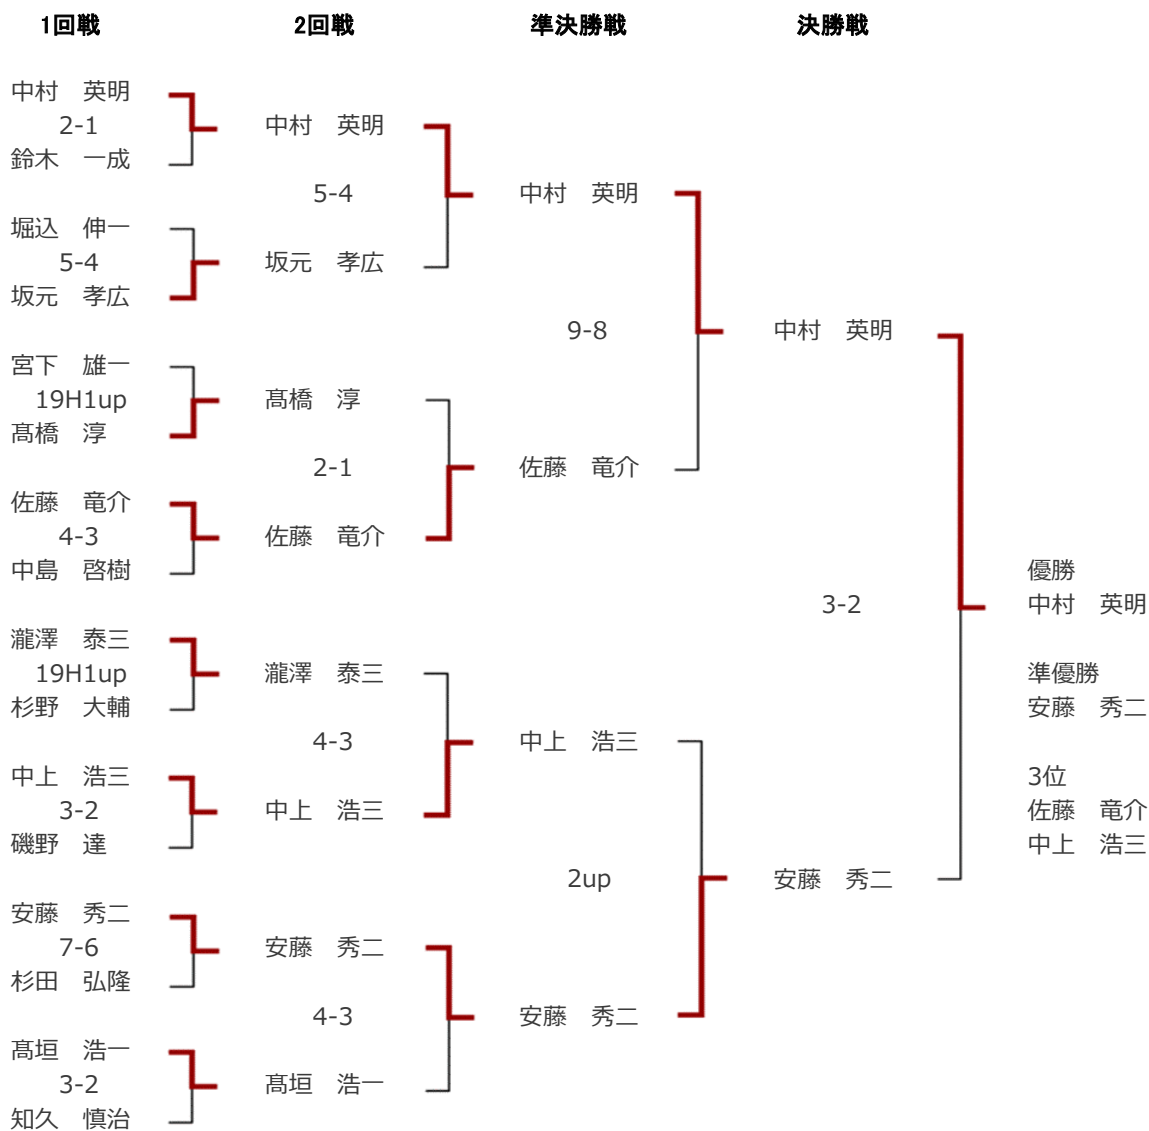 1回戦
2回戦
準決勝戦
決勝戦
中村　英明
2-1
鈴木　一成
堀込　伸一
5-4
坂元　孝広
宮下　雄一
19H1up
髙橋　淳
佐藤　竜介
4-3
中島　啓樹
瀧澤　泰三
19H1up
杉野　大輔
中上　浩三
3-2
磯野　達
安藤　秀二
7-6
杉田　弘隆
髙垣　浩一
3-2
知久　慎治
中村　英明
5-4
坂元　孝広
髙橋　淳
2-1
佐藤　竜介
瀧澤　泰三
4-3
中上　浩三
安藤　秀二
4-3
髙垣　浩一
中村　英明
9-8
佐藤　竜介
中上　浩三
2up
安藤　秀二
中村　英明
3-2
安藤　秀二
優勝
中村　英明
準優勝
安藤　秀二
3位
佐藤　竜介
中上　浩三